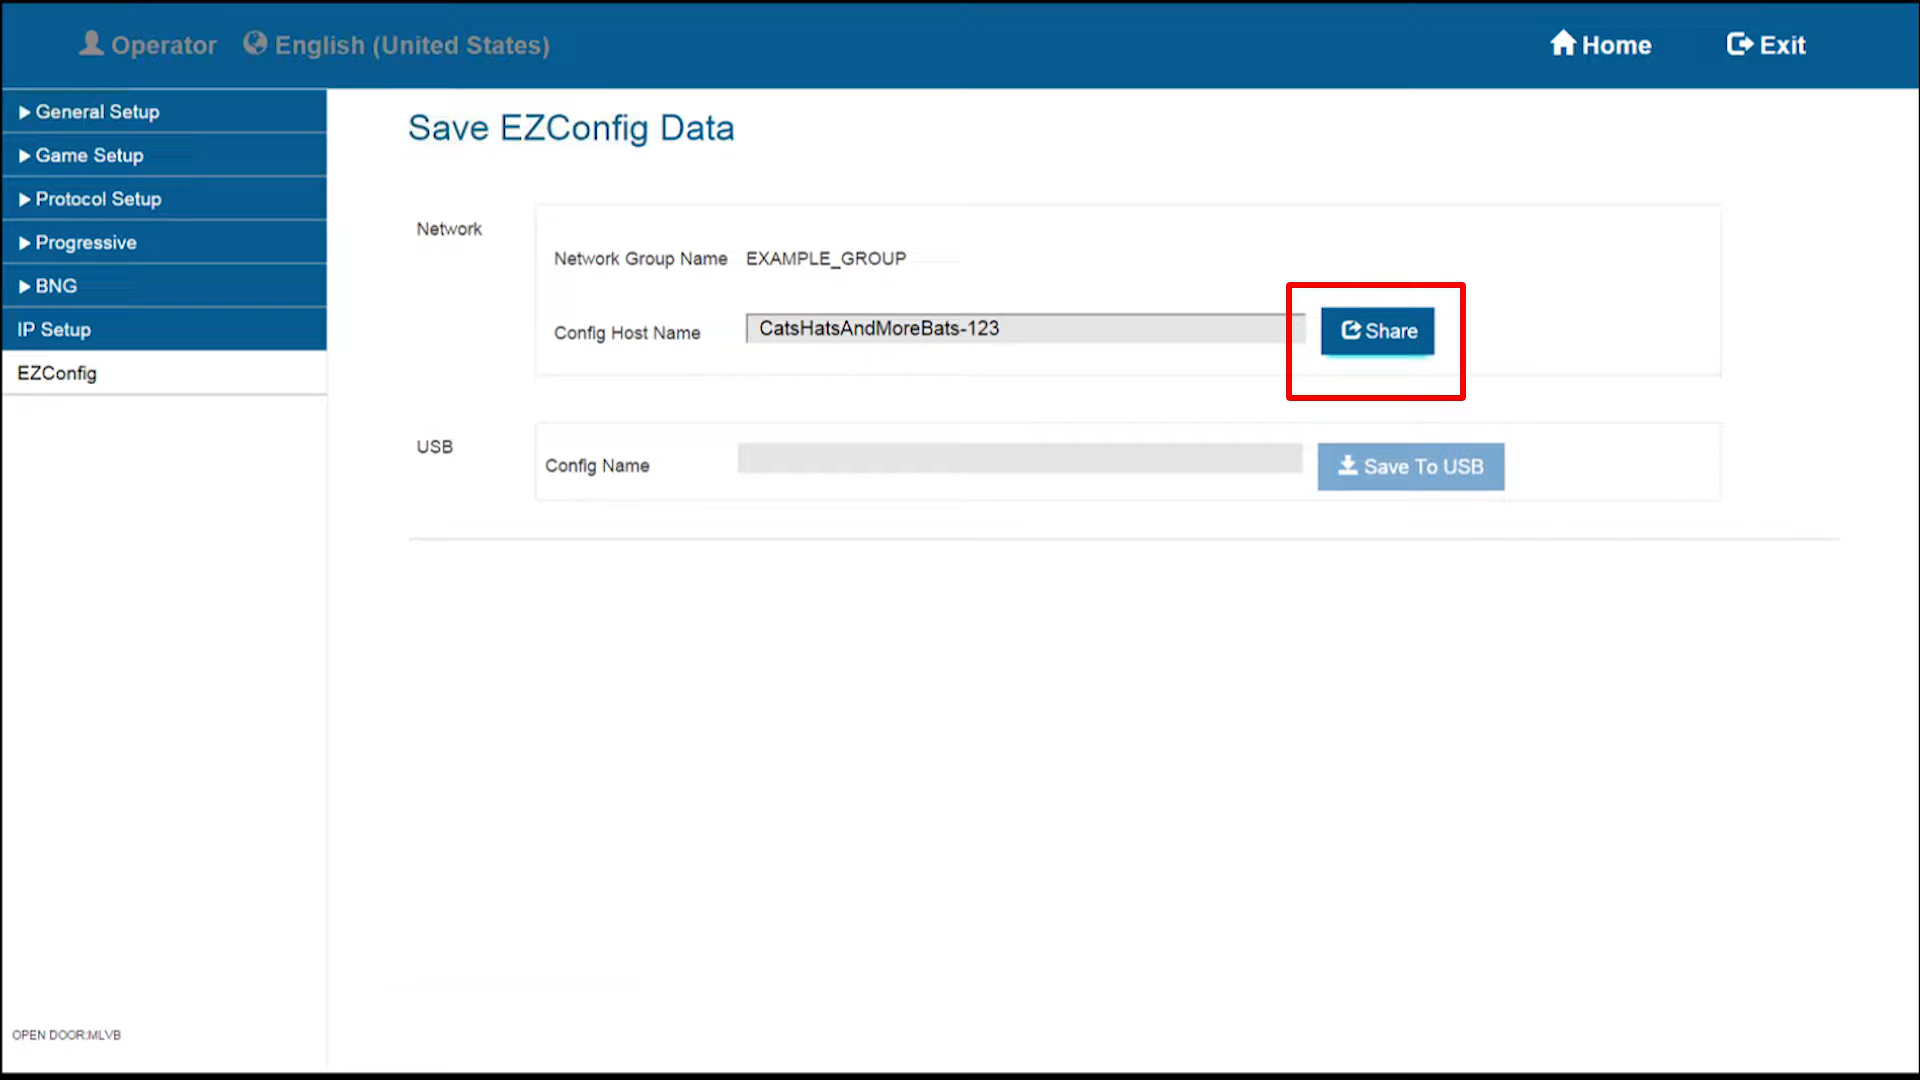 Operator English (United States) Home Exit
General Setup
Game Setup
Protocol Setup
Progressive
BNG
IP Setup
EZConfig
Save EZConfig Data
Network
Network Group Name EXAMPLE_GROUP
Config Host Name CatsHatsAndMoreBats-123 Share
USB
Config Name Save To USB
OPEN DOOR:MLVB